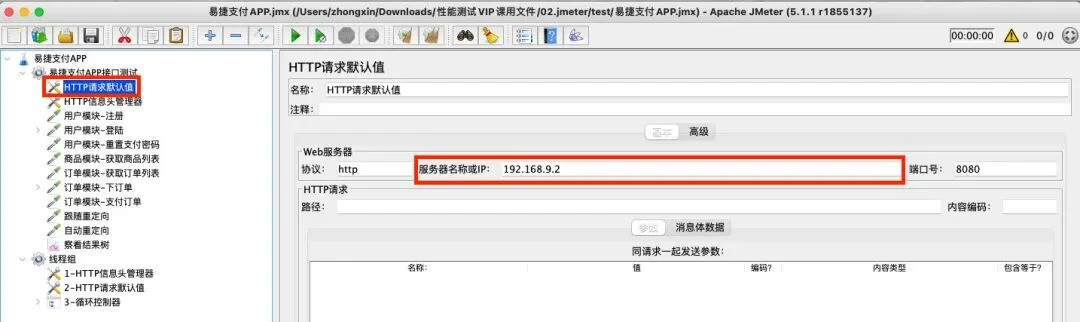 易捷支付APP.jmx (/Users/zhongxin/Downloads/性能测试VIP课用文件/02.jmeter/test/易捷支付APP.jmx) - Apache JMeter (5.1.1 r1855137)
00:00:00 0 0/0
易捷支付APP
易捷支付APP接口测试
HTTP请求默认值
HTTP信息头管理器
用户模块-注册
用户模块-登陆
用户模块-重置支付密码
商品模块-获取商品列表
订单模块-获取订单列表
订单模块-下订单
订单模块-支付订单
跟随重定向
自动重定向
察看结果树
线程组
1-HTTP信息头管理器
2-HTTP请求默认值
3-循环控制器
HTTP请求默认值
名称: HTTP请求默认值
注释:
基本 高级
Web服务器
协议: http 服务器名称或IP: 192.168.9.2 端口号: 8080
HTTP请求
路径: 内容编码:
参数 消息体数据
同请求一起发送参数:
名称: 值 编码? 内容类型 包含等于?